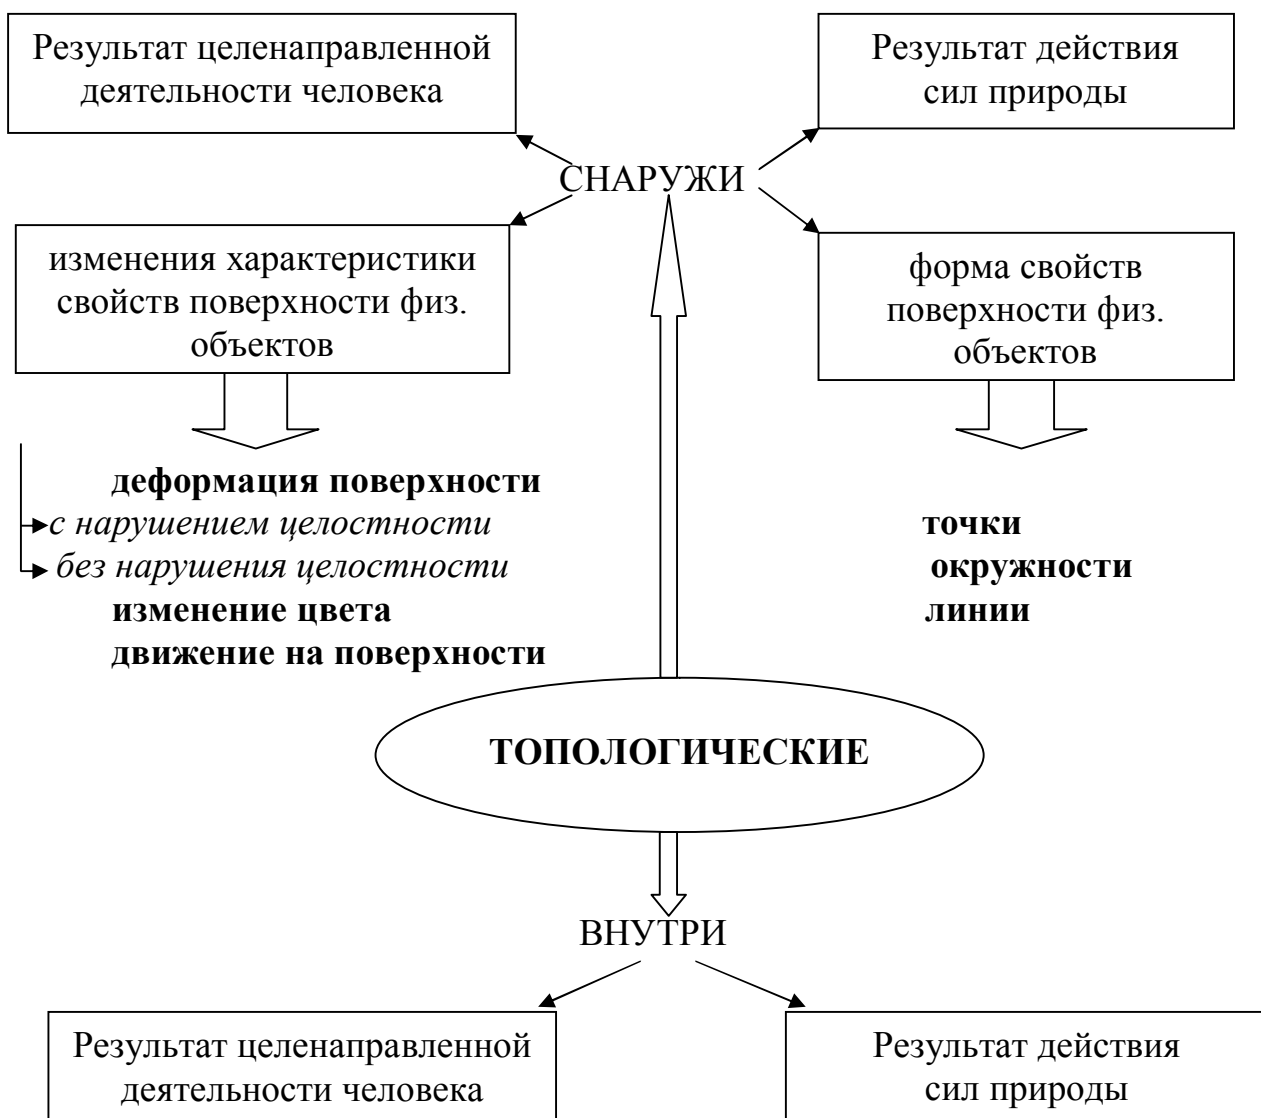 Результат целенаправленной
деятельности человека
Результат действия
сил природы
СНАРУЖИ
изменения характеристики
свойств поверхности физ.
объектов
форма свойств
поверхности физ.
объектов
деформация поверхности
с нарушением целостности
без нарушения целостности
изменение цвета
движение на поверхности
точки
окружности
линии
ТОПОЛОГИЧЕСКИЕ
ВНУТРИ
Результат целенаправленной
деятельности человека
Результат действия
сил природы